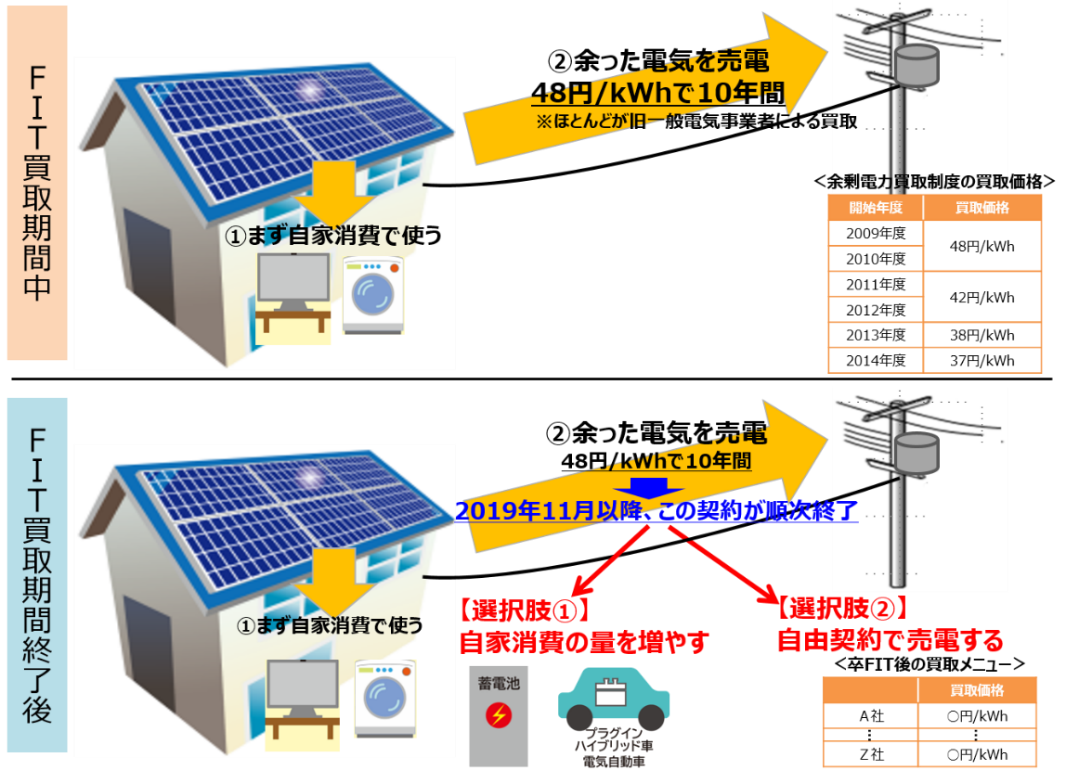 FIT買取期間中
②余った電気を売電
48円/kWhで10年間
※ほとんどが旧一般電気事業者による買取
①まず自家消費で使う
<余剰電力買取制度の買取価格>
開始年度 買取価格
2009年度 48円/kWh
2010年度
2011年度 42円/kWh
2012年度
2013年度 38円/kWh
2014年度 37円/kWh
FIT買取期間終了後
②余った電気を売電
48円/kWhで10年間
2019年11月以降、この契約が順次終了
①まず自家消費で使う
【選択肢①】
自家消費の量を増やす
蓄電池
プラグイン
ハイブリッド車
電気自動車
【選択肢②】
自由契約で売電する
<卒FIT後の買取メニュー>
買取価格
A社 〇円/kWh
⋮ ⋮
Z社 〇円/kWh